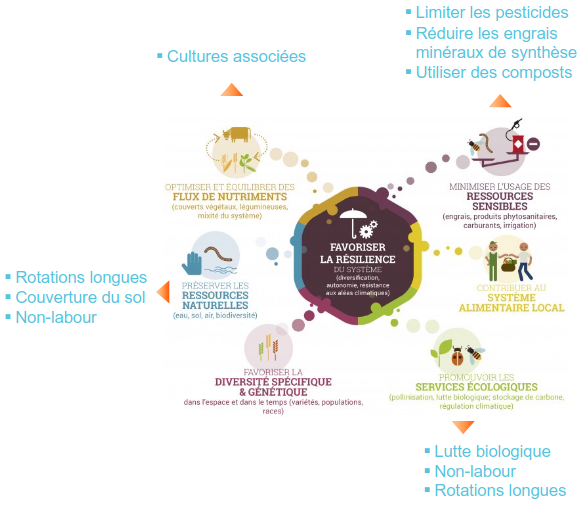 ▪ Limiter les pesticides
▪ Réduire les engrais
minéraux de synthèse
▪ Utiliser des composts
▪ Cultures associées
OPTIMISER ET ÉQUILIBRER DES
FLUX DE NUTRIMENTS
(couverts végétaux, légumineuses,
mixité du système)
MINIMISER L'USAGE DES
RESSOURCES
SENSIBLES
(engrais, produits phytosanitaires,
carburants, irrigation)
FAVORISER
LA RÉSILIENCE
DU SYSTÈME
(diversification,
autonomie, résistance
aux aléas climatiques)
▪ Rotations longues
▪ Couverture du sol
▪ Non-labour
PRÉSERVER LES
RESSOURCES
NATURELLES
(eau, sol, air, biodiversité)
CONTRIBUER AU
SYSTÈME
ALIMENTAIRE LOCAL
FAVORISER LA
DIVERSITÉ SPÉCIFIQUE
& GÉNÉTIQUE
dans l'espace et dans le temps (variétés, populations,
races)
PROMOUVOIR LES
SERVICES ÉCOLOGIQUES
(pollinisation, lutte biologique, stockage de carbone,
régulation climatique)
▪ Lutte biologique
▪ Non-labour
▪ Rotations longues